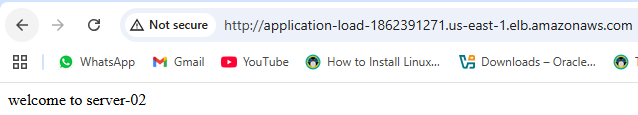 Not secure http://application-load-1862391271.us-east-1.elb.amazonaws.com
WhatsApp Gmail YouTube How to Install Linux... Downloads – Oracle...
welcome to server-02